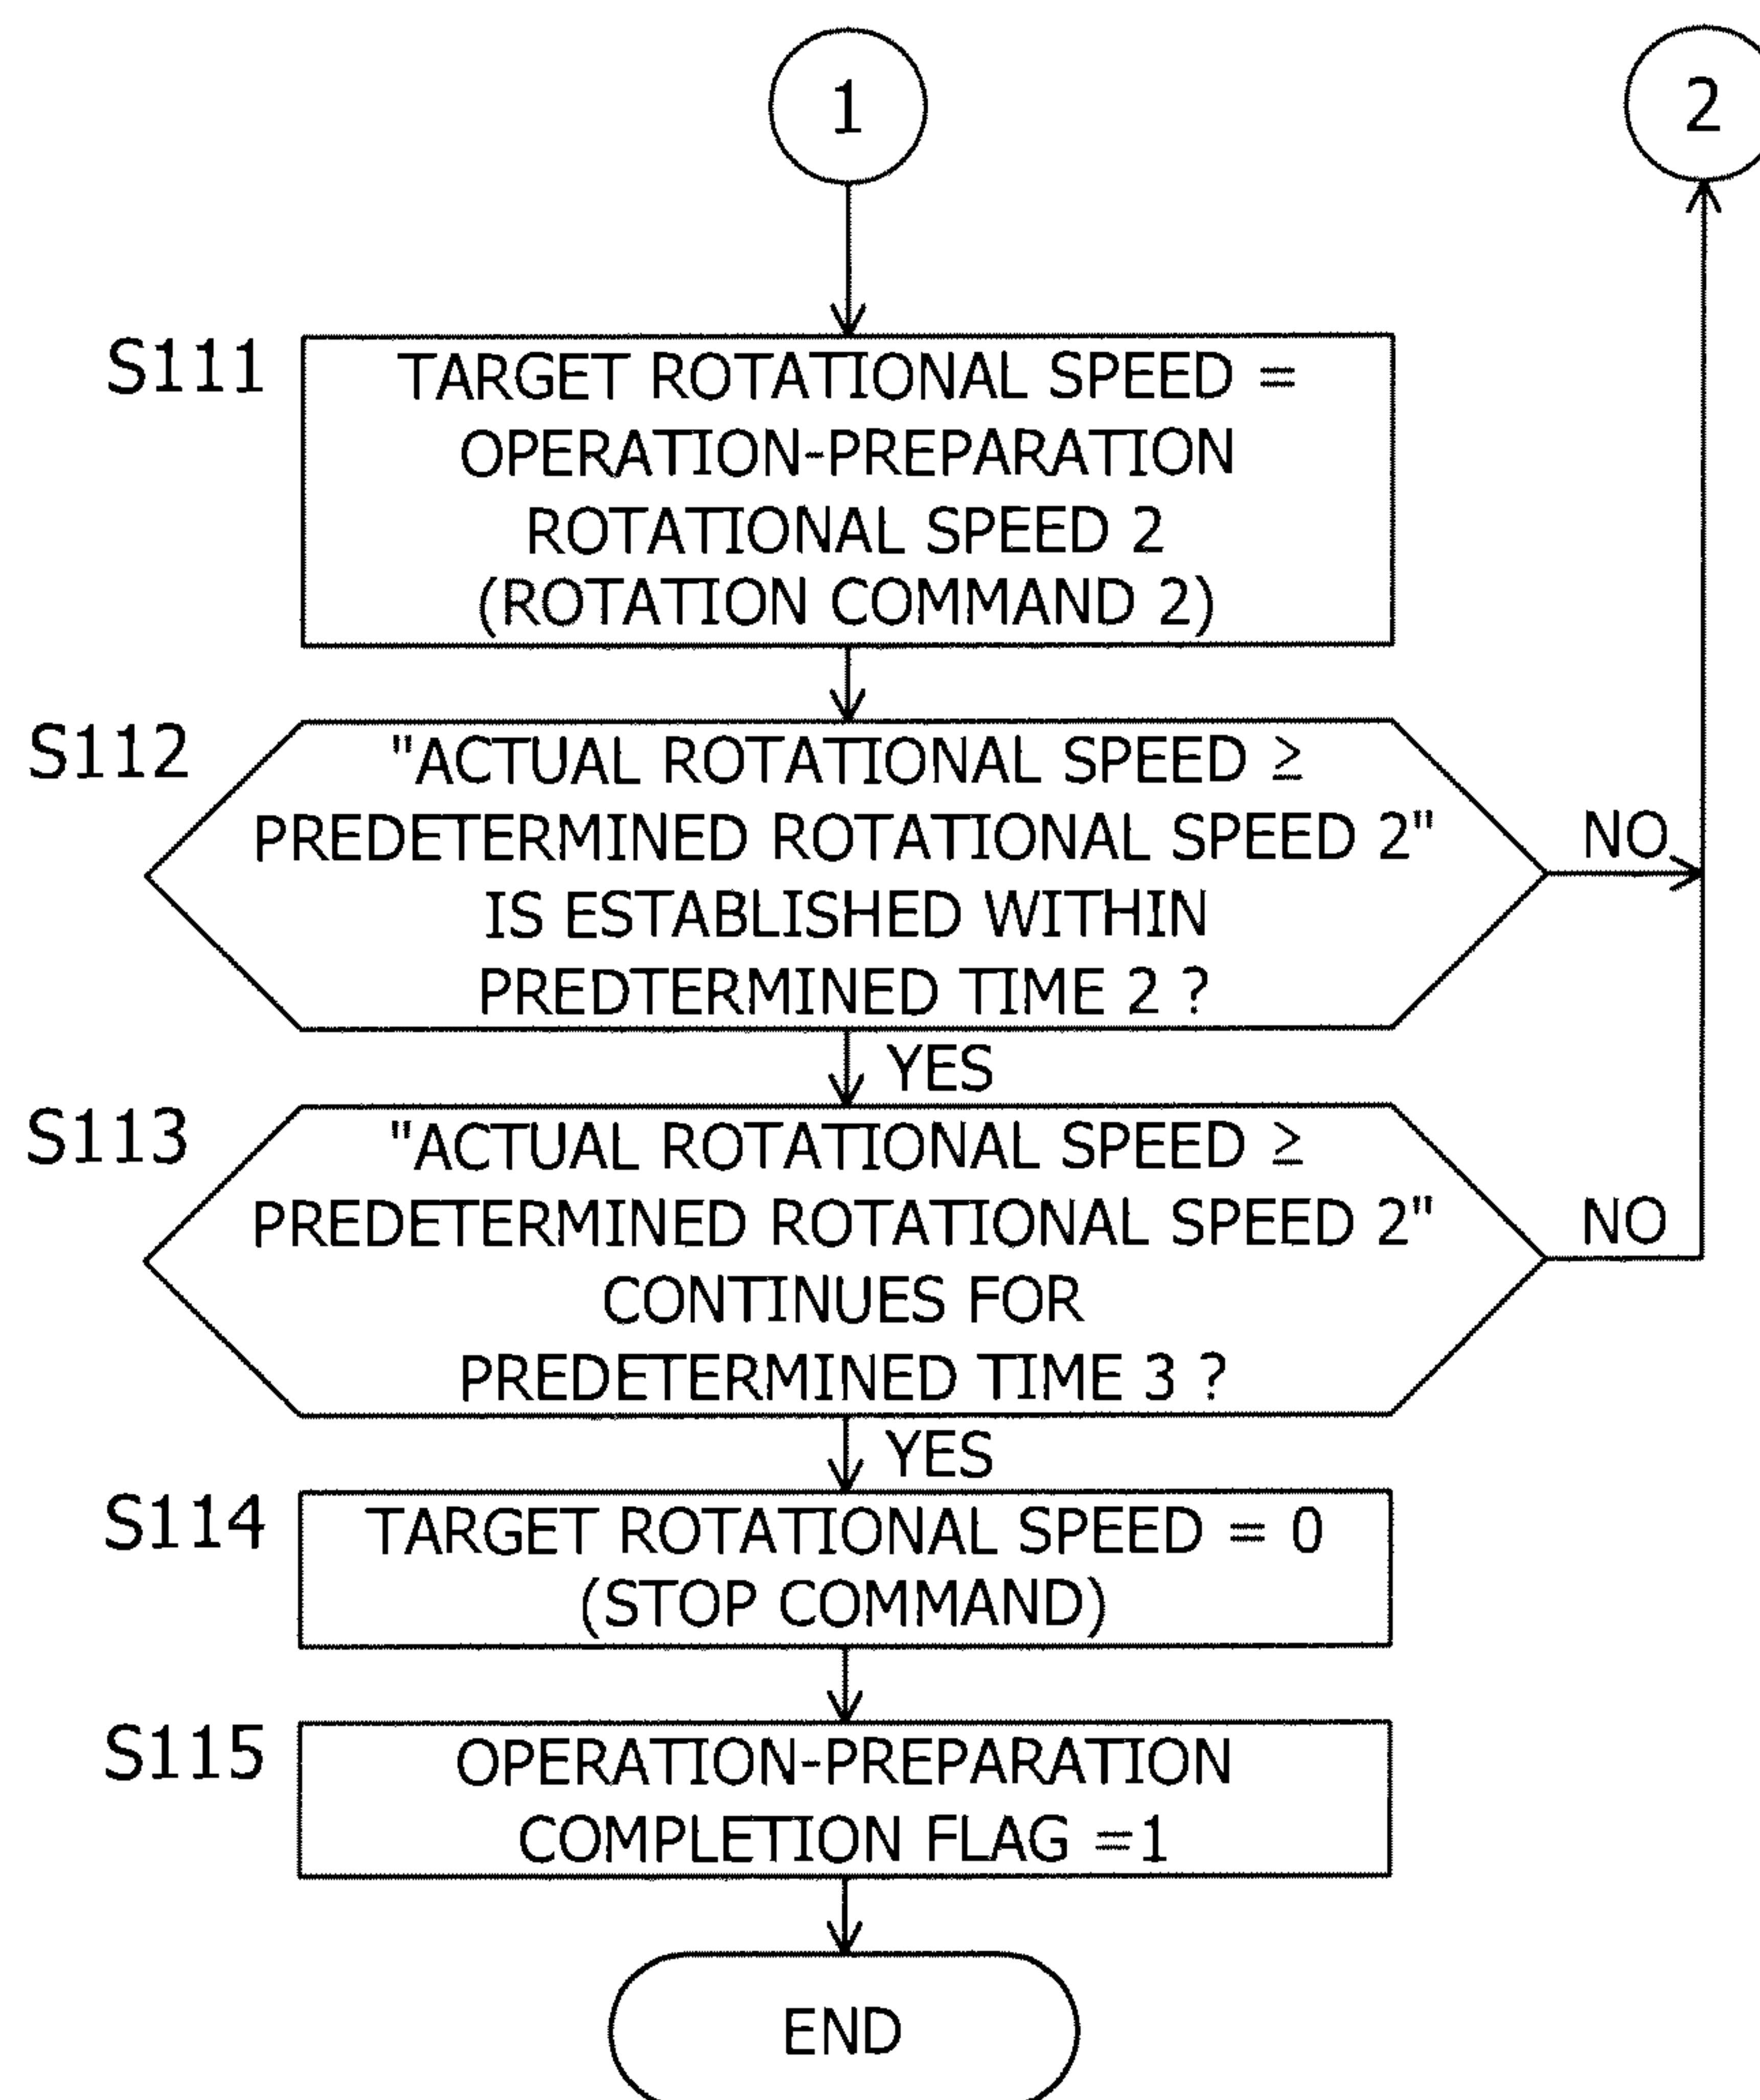 1
2
S111
TARGET ROTATIONAL SPEED =
OPERATION-PREPARATION
ROTATIONAL SPEED 2
(ROTATION COMMAND 2)
S112
"ACTUAL ROTATIONAL SPEED ≥
PREDETERMINED ROTATIONAL SPEED 2"
IS ESTABLISHED WITHIN
PREDTERMINED TIME 2 ?
NO
YES
S113
"ACTUAL ROTATIONAL SPEED ≥
PREDETERMINED ROTATIONAL SPEED 2"
CONTINUES FOR
PREDETERMINED TIME 3 ?
NO
YES
S114
TARGET ROTATIONAL SPEED = 0
(STOP COMMAND)
S115
OPERATION-PREPARATION
COMPLETION FLAG =1
END